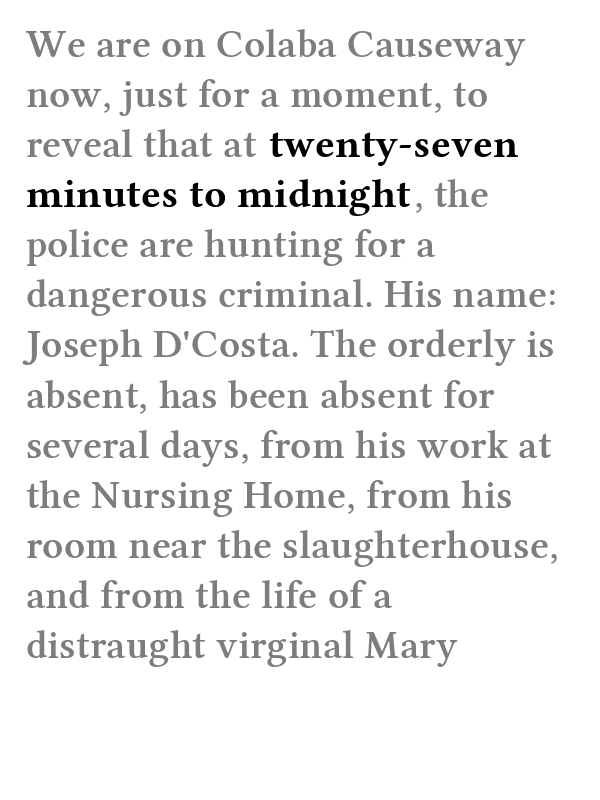 We are on Colaba Causeway
now, just for a moment, to
reveal that at twenty-seven
minutes to midnight, the
police are hunting for a
dangerous criminal. His name:
Joseph D'Costa. The orderly is
absent, has been absent for
several days, from his work at
the Nursing Home, from his
room near the slaughterhouse,
and from the life of a
distraught virginal Mary